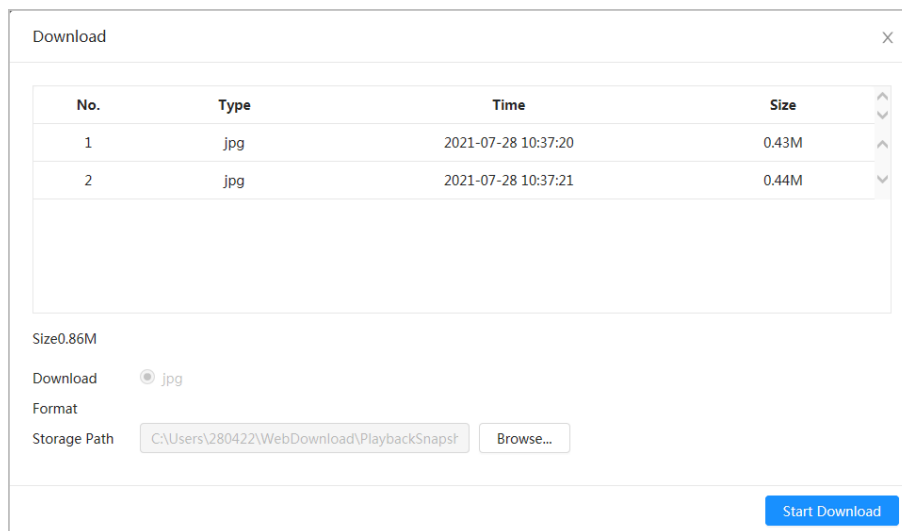 Download
No. Type Time Size
1 jpg 2021-07-28 10:37:20 0.43M
2 jpg 2021-07-28 10:37:21 0.44M
Size0.86M
Download jpg
Format
Storage Path C:\Users\280422\WebDownload\PlaybackSnapsh Browse...
Start Download